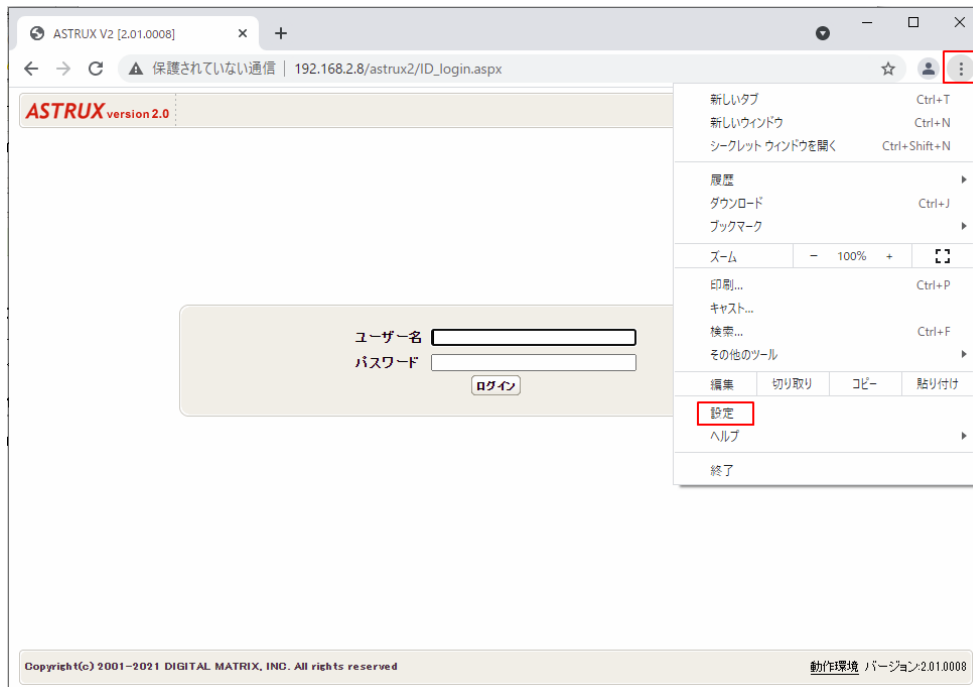 ASTRUX V2 [2.01.0008]
保護されていない通信 | 192.168.2.8/astrux2/ID_login.aspx
ASTRUX version 2.0
新しいタブ Ctrl+T
新しいウィンドウ Ctrl+N
シークレット ウィンドウを開く Ctrl+Shift+N
履歴
ダウンロード Ctrl+J
ブックマーク
ズーム − 100% +
印刷... Ctrl+P
キャスト...
検索... Ctrl+F
その他のツール
編集 切り取り コピー 貼り付け
設定
ヘルプ
終了
ユーザー名
パスワード
ログイン
Copyright(c) 2001-2021 DIGITAL MATRIX, INC. All rights reserved
動作環境 バージョン:2.01.0008